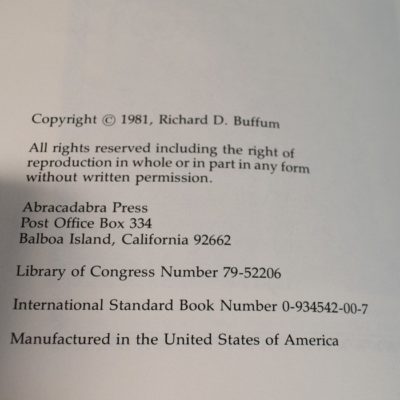 Copyright © 1981, Richard D. Buffum
All rights reserved including the right of
reproduction in whole or in part in any form
without written permission.
Abracadabra Press
Post Office Box 334
Balboa Island, California 92662
Library of Congress Number 79-52206
International Standard Book Number 0-934542-00-7
Manufactured in the United States of America